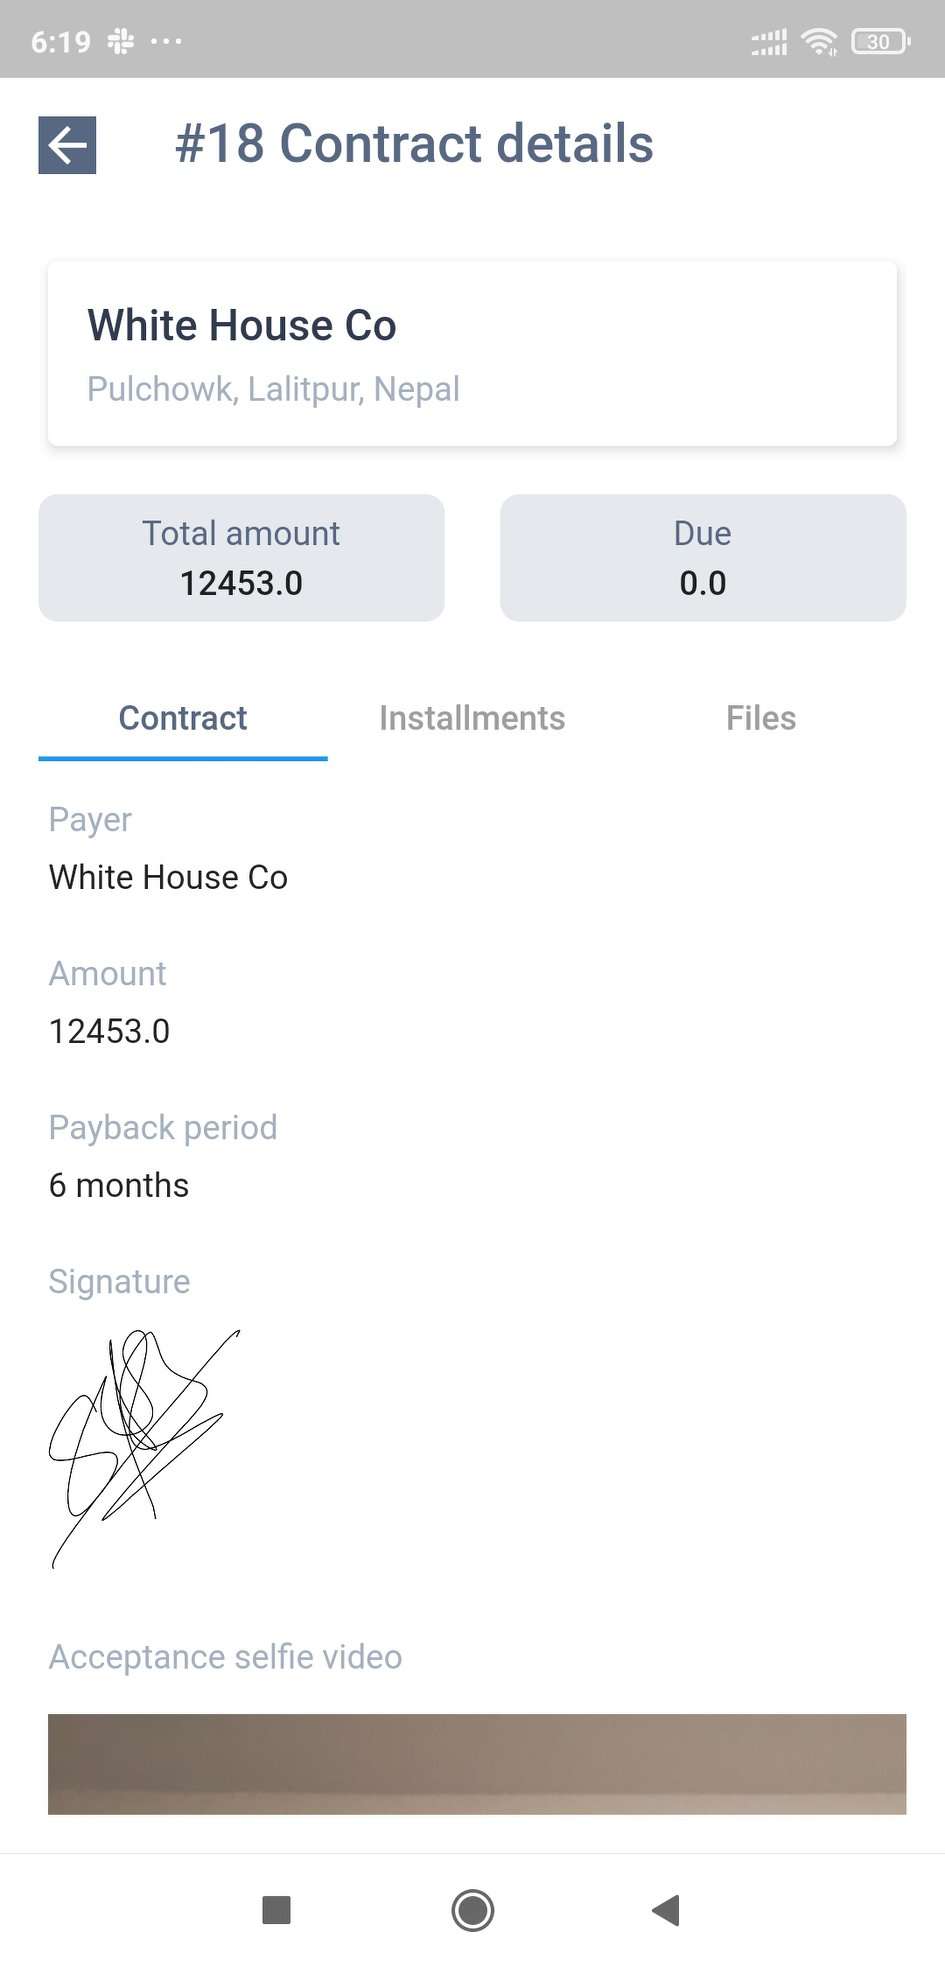 6:19
30
#18 Contract details
White House Co
Pulchowk, Lalitpur, Nepal
Total amount
12453.0
Due
0.0
Contract Installments Files
Payer
White House Co
Amount
12453.0
Payback period
6 months
Signature
Acceptance selfie video